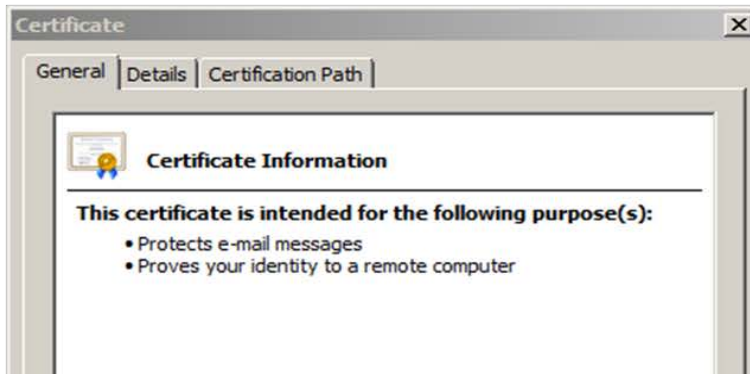 Certificate
General Details Certification Path
Certificate Information
This certificate is intended for the following purpose(s):
• Protects e-mail messages
• Proves your identity to a remote computer